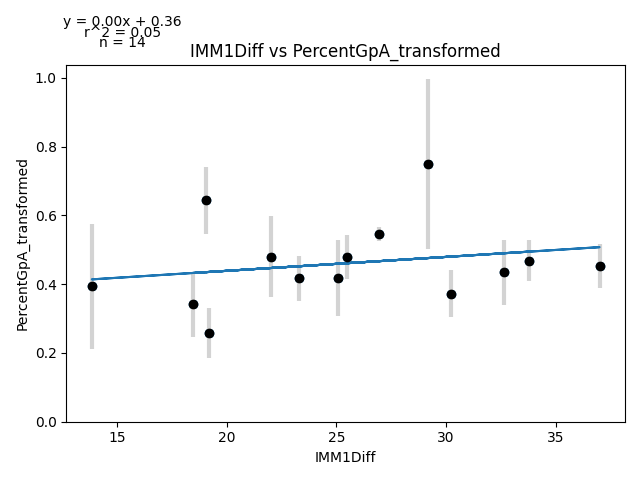 y = 0.00x + 0.36
r^2 = 0.05
n = 14
IMM1Diff vs PercentGpA_transformed
PercentGpA_transformed
1.0
0.8
0.6
0.4
0.2
0.0
15 20 25 30 35
IMM1Diff